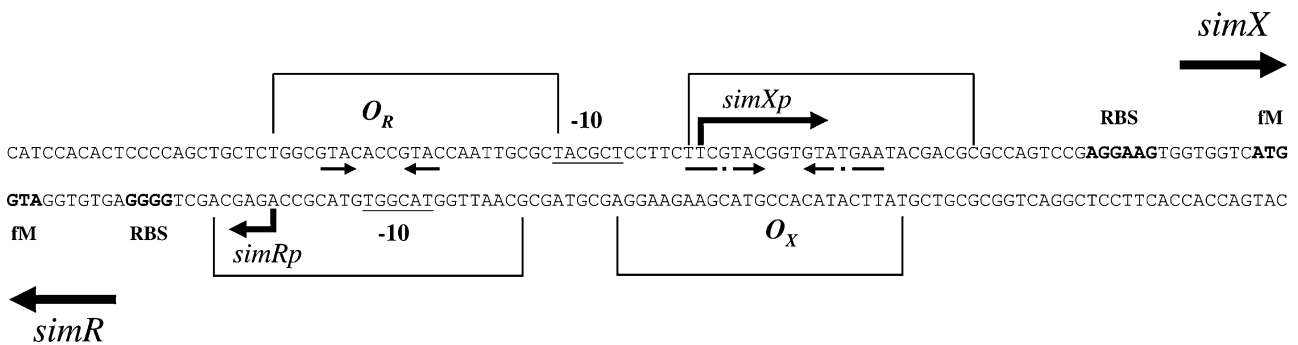 simX
O_R
-10
simXp
RBS
fM
CATCCACACTCCCCAGCTGCTCTGGCGTACACCGTACCAATTGCGCTACGCTCCTTCTTCGTACGGTGTATGAATACGACGCGCCAGTCCGAGGAAGTGGTGGTCATG
GTAGGTGTGAGGGGTCGACGAGACCGCATGTGGCATGGTTAACGCGATGCGAGGAAGAAGCATGCCACATACTTATGCTGCGCGGTCAGGCTCCTTCACCACCAGTAC
fM
RBS
simRp
-10
O_X
simR